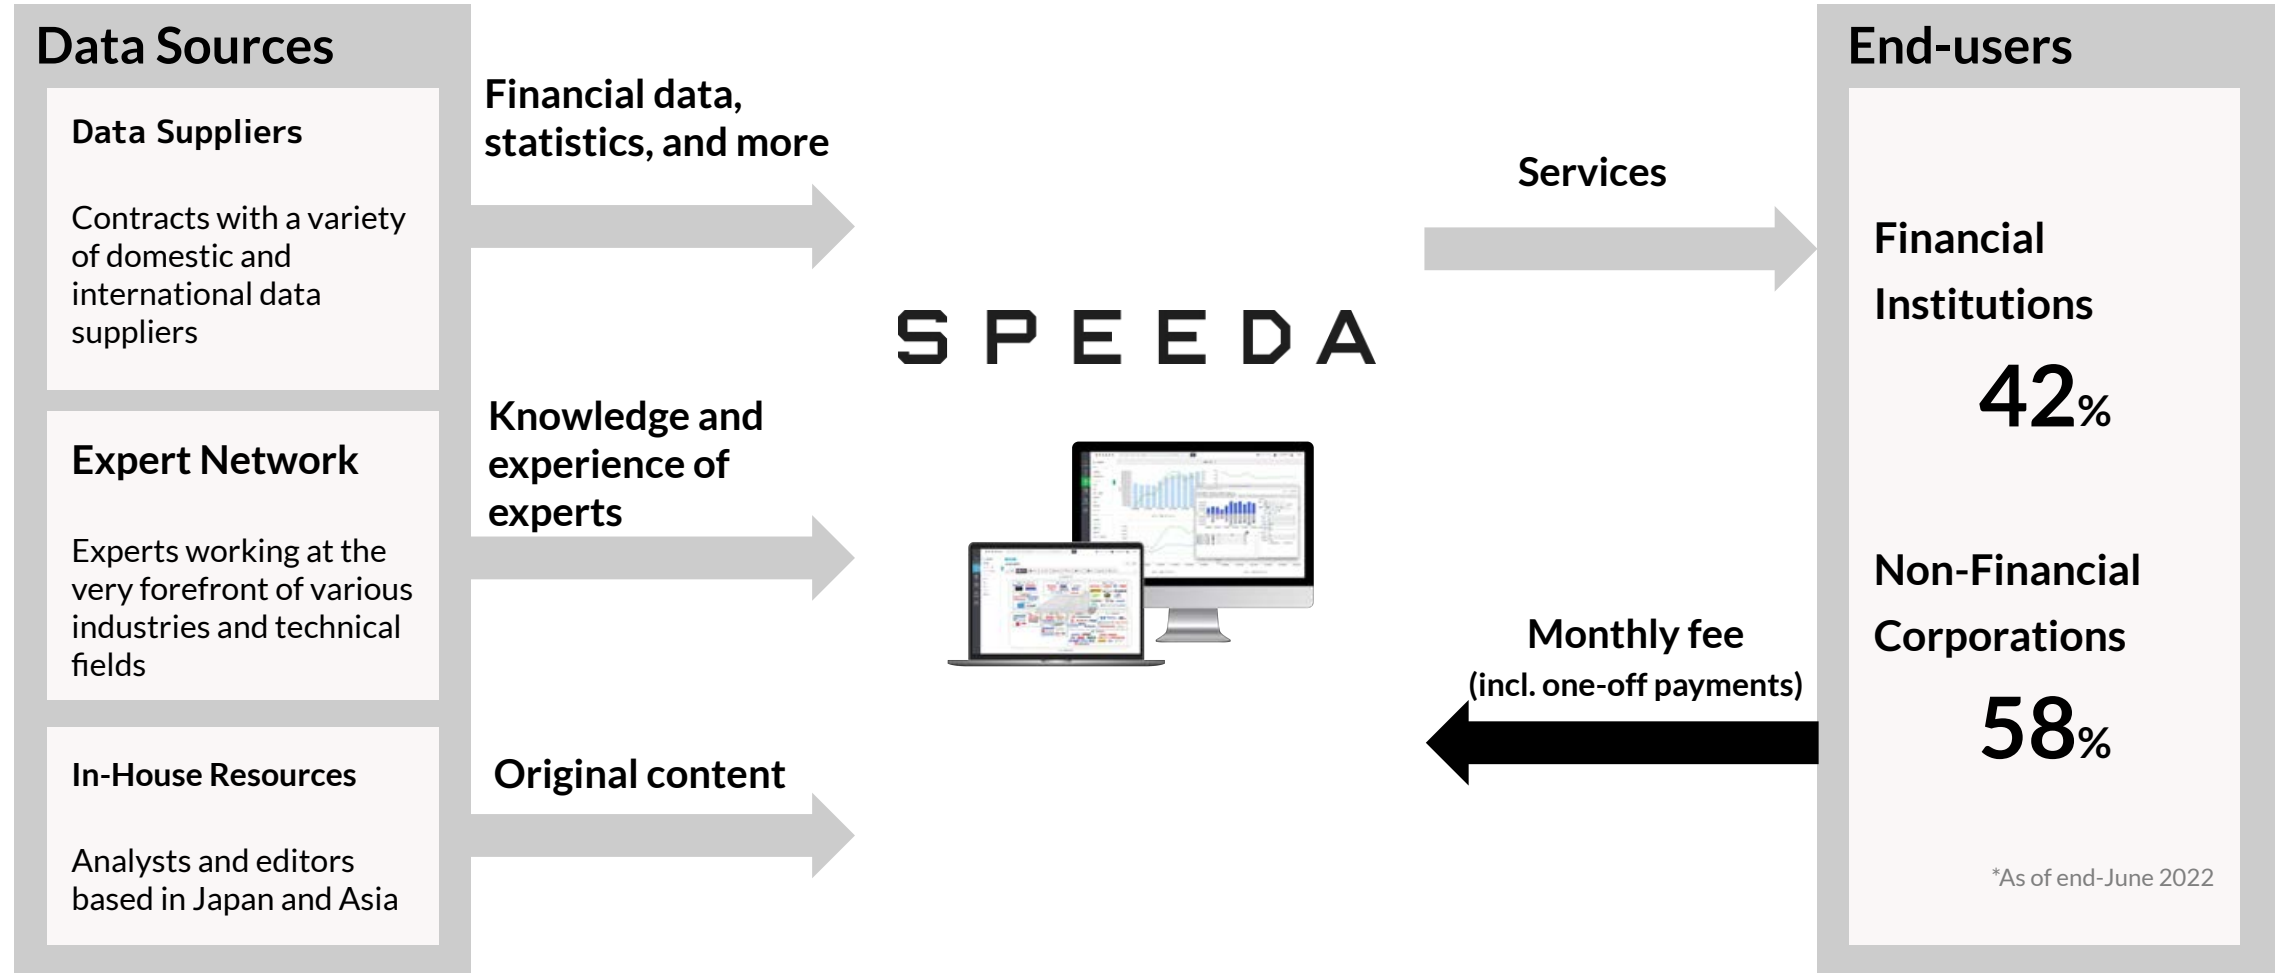 Data Sources
Data Suppliers
Contracts with a variety
of domestic and
international data
suppliers
Expert Network
Experts working at the
very forefront of various
industries and technical
fields
In-House Resources
Analysts and editors
based in Japan and Asia
Financial data,
statistics, and more
Knowledge and
experience of
experts
Original content
SPEEDA
Services
Monthly fee
(incl. one-off payments)
End-users
Financial
Institutions
42%
Non-Financial
Corporations
58%
*As of end-June 2022